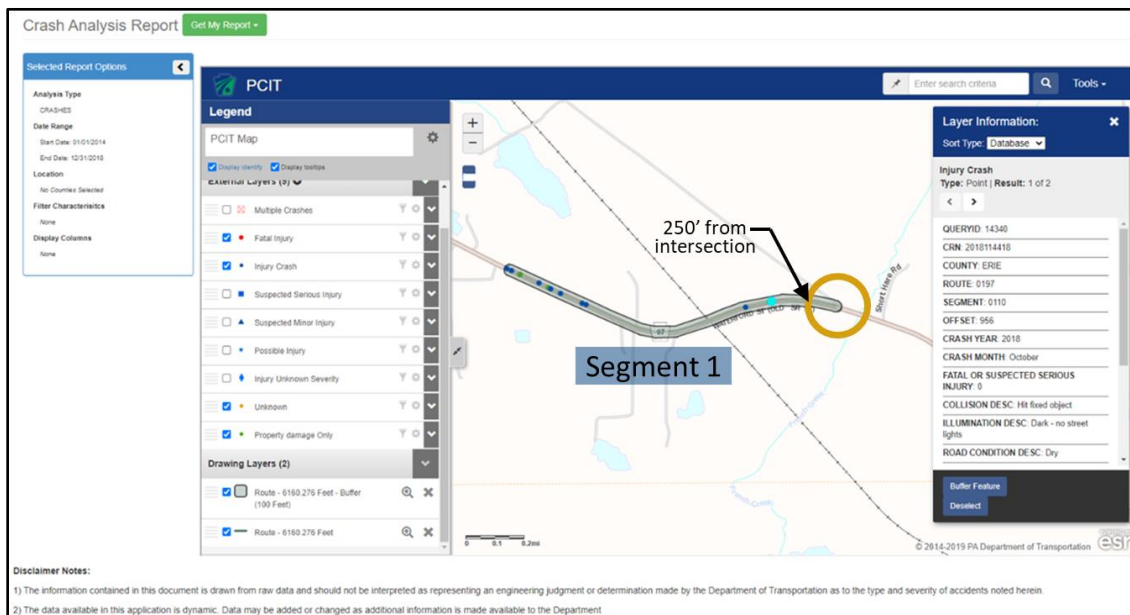 Crash Analysis Report
Get My Report
Selected Report Options
Analysis Type
CRASHES
Date Range
Start Date: 01/01/2014
End Date: 12/31/2018
Location
No Counties Selected
Filter Characterisitcs
None
Display Columns
None
PCIT
Enter search criteria
Tools
Legend
PCIT Map
Display identify
Display tooltips
External Layers (9)
Multiple Crashes
Fatal Injury
Injury Crash
Suspected Serious Injury
Suspected Minor Injury
Possible Injury
Injury Unknown Severity
Unknown
Property damage Only
Drawing Layers (2)
Route - 6160.276 Feet - Buffer
(100 Feet)
Route - 6160.276 Feet
+
−
250' from
intersection
Short Hare Rd
97
WATERFORD ST (OLD
Segment 1
French Creek
0 0.1 0.2mi
Layer Information:
Sort Type: Database
Injury Crash
Type: Point | Result: 1 of 2
QUERYID: 14340
CRN: 2018114418
COUNTY: ERIE
ROUTE: 0197
SEGMENT: 0110
OFFSET: 956
CRASH YEAR: 2018
CRASH MONTH: October
FATAL OR SUSPECTED SERIOUS
INJURY: 0
COLLISION DESC: Hit fixed object
ILLUMINATION DESC: Dark - no street
lights
ROAD CONDITION DESC: Dry
Buffer Feature
Deselect
© 2014-2019 PA Department of Transportation
esri
Disclaimer Notes:
1) The information contained in this document is drawn from raw data and should not be interpreted as representing an engineering judgment or determination made by the Department of Transportation as to the type and severity of accidents noted herein.
2) The data available in this application is dynamic. Data may be added or changed as additional information is made available to the Department